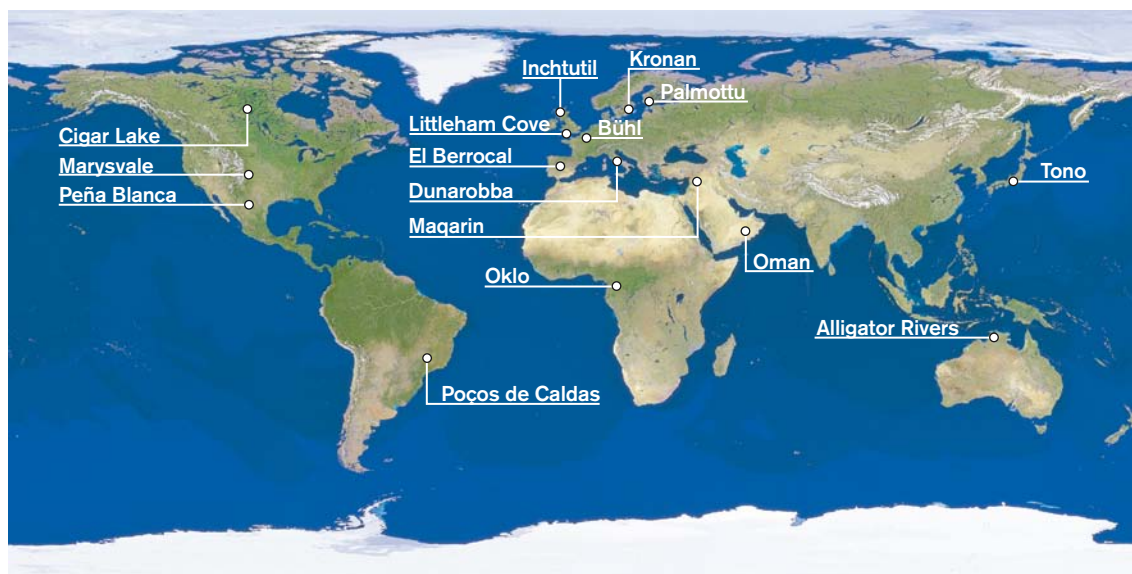 Inchtutil
Kronan
Palmottu
Cigar Lake
Littleham Cove
Bühl
Marysvale
El Berrocal
Tono
Peña Blanca
Dunarobba
Maqarin
Oman
Oklo
Alligator Rivers
Poços de Caldas